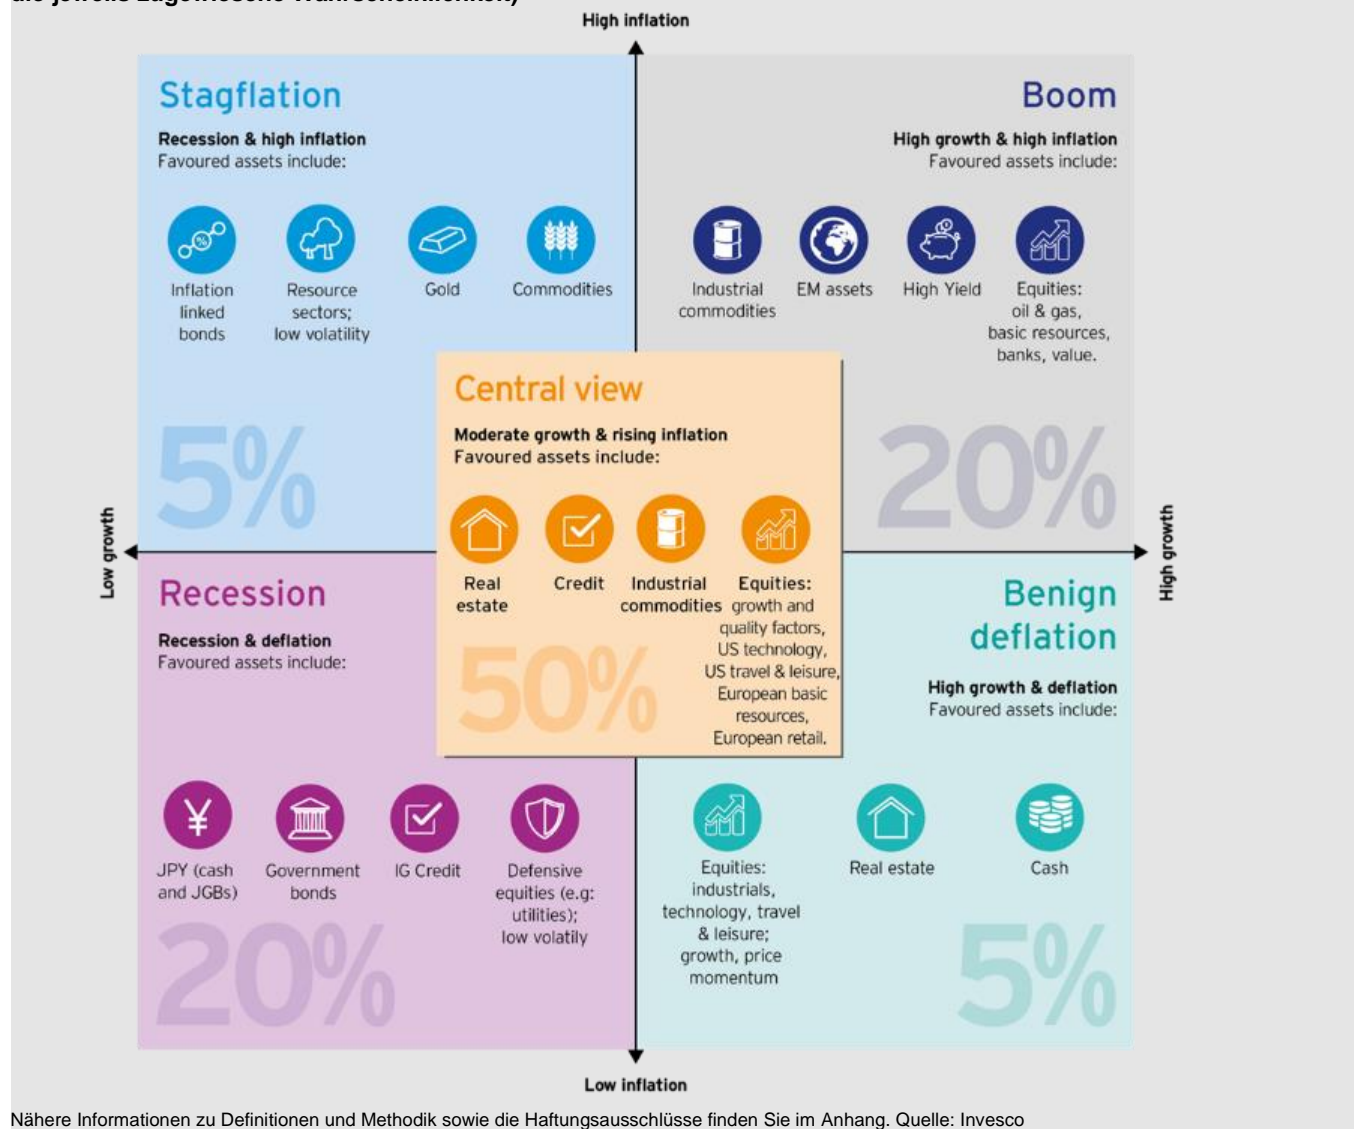 die jeweils zugewiesene Wahrscheinlichkeit)
High inflation
Stagflation
Recession & high inflation
Favoured assets include:
%
Inflation
linked
bonds
Resource
sectors;
low volatility
Gold
Commodities
5%
Boom
High growth & high inflation
Favoured assets include:
Industrial
commodities
EM assets
High Yield
Equities:
oil & gas,
basic resources,
banks, value.
20%
Central view
Moderate growth & rising inflation
Favoured assets include:
Real
estate
Credit
Industrial
commodities
Equities:
growth and
quality factors,
US technology,
US travel & leisure,
European basic
resources,
European retail.
50%
Low growth
High growth
Recession
Recession & deflation
Favoured assets include:
¥
JPY (cash
and JGBs)
Government
bonds
IG Credit
Defensive
equities (e.g:
utilities);
low volatily
20%
Benign
deflation
High growth & deflation
Favoured assets include:
Equities:
industrials,
technology, travel
& leisure;
growth, price
momentum
Real estate
Cash
5%
Low inflation
Nähere Informationen zu Definitionen und Methodik sowie die Haftungsausschlüsse finden Sie im Anhang. Quelle: Invesco